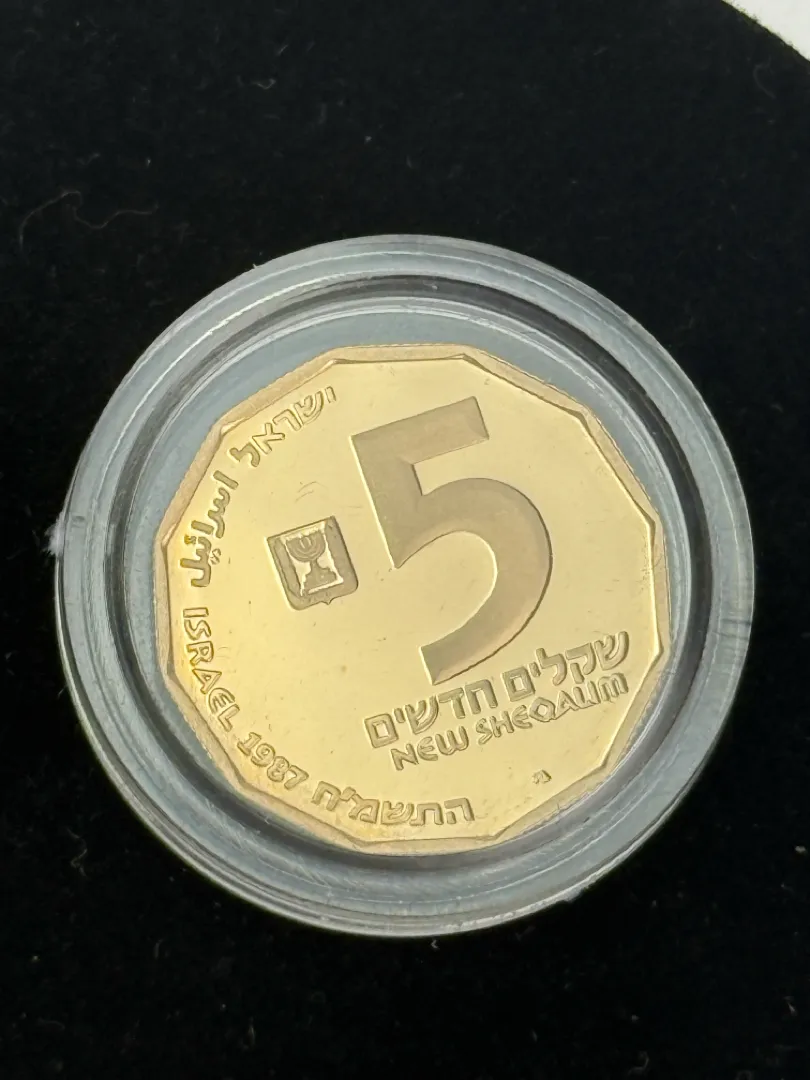 ישראל
اسرائيل
ISRAEL 1987
התשמ"ח
5
שקלים חדשים
NEW SHEQALIM